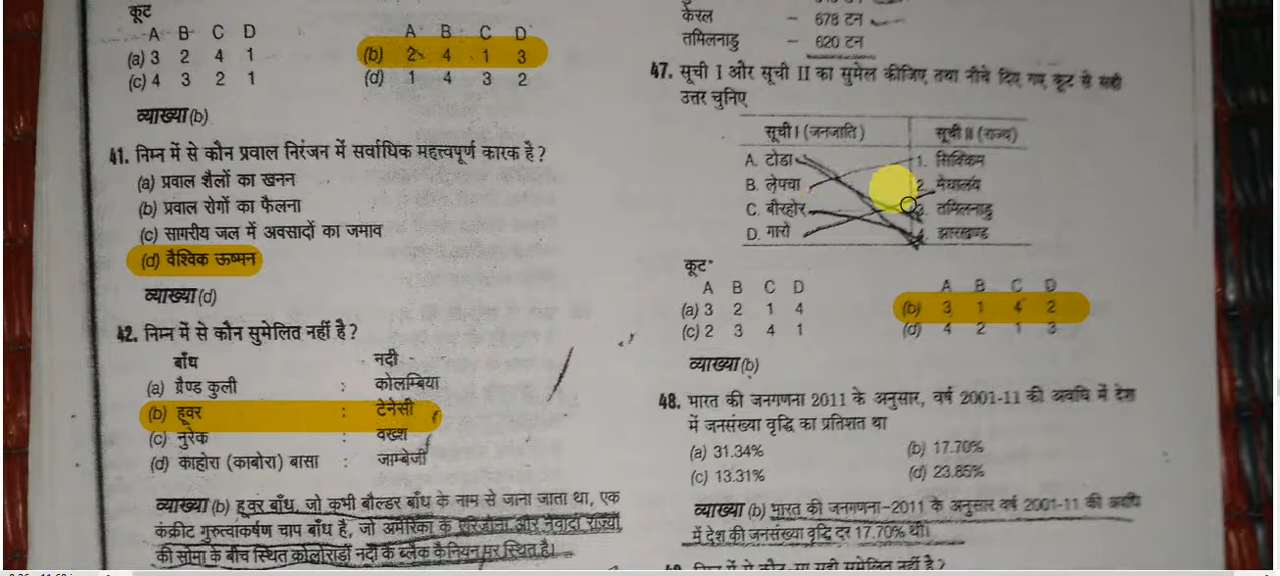 कूट
A B C D
(a) 3 2 4 1
(b) 2 4 1 3
(c) 4 3 2 1
(d) 1 4 3 2
व्याख्या (b)
41. निम्न में से कौन प्रवाल निरंजन में सर्वाधिक महत्त्वपूर्ण कारक है?
(a) प्रवाल शैलों का खनन
(b) प्रवाल रोगों का फैलना
(c) सागरीय जल में अवसादों का जमाव
(d) वैश्विक ऊष्मन
व्याख्या (d)
42. निम्न में से कौन सुमेलित नहीं है?
बाँध नदी
(a) ग्रैण्ड कुली : कोलम्बिया
(b) हूवर : टेनेसी
(c) नुरेक : वख्श
(d) काहोरा (काबोरा) बासा : जाम्बेजी
व्याख्या (b) हूवर बाँध, जो कभी बौल्डर बाँध के नाम से जाना जाता था, एक
कंक्रीट गुरुत्वाकर्षण चाप बाँध है, जो अमेरिका के एरिजोना और नेवादा राज्यों
की सीमा के बीच स्थित कोलोराडो नदी के ब्लैक कैनियन पर स्थित है।
केरल – 678 टन
तमिलनाडु – 620 टन
47. सूची I और सूची II का सुमेल कीजिए तथा नीचे दिए गए कूट से सही
उत्तर चुनिए
सूची I (जनजाति) सूची II (राज्य)
A. टोडा 1. सिक्किम
B. लेप्चा 2. मेघालय
C. बीरहोर 3. तमिलनाडु
D. गारो 4. झारखण्ड
कूट
A B C D A B C D
(a) 3 2 1 4 (b) 3 1 4 2
(c) 2 3 4 1 (d) 4 2 1 3
व्याख्या (b)
48. भारत की जनगणना 2011 के अनुसार, वर्ष 2001-11 की अवधि में देश
में जनसंख्या वृद्धि का प्रतिशत था
(a) 31.34% (b) 17.70%
(c) 13.31% (d) 23.85%
व्याख्या (b) भारत की जनगणना-2011 के अनुसार वर्ष 2001-11 की अवधि
में देश की जनसंख्या वृद्धि दर 17.70% थी।